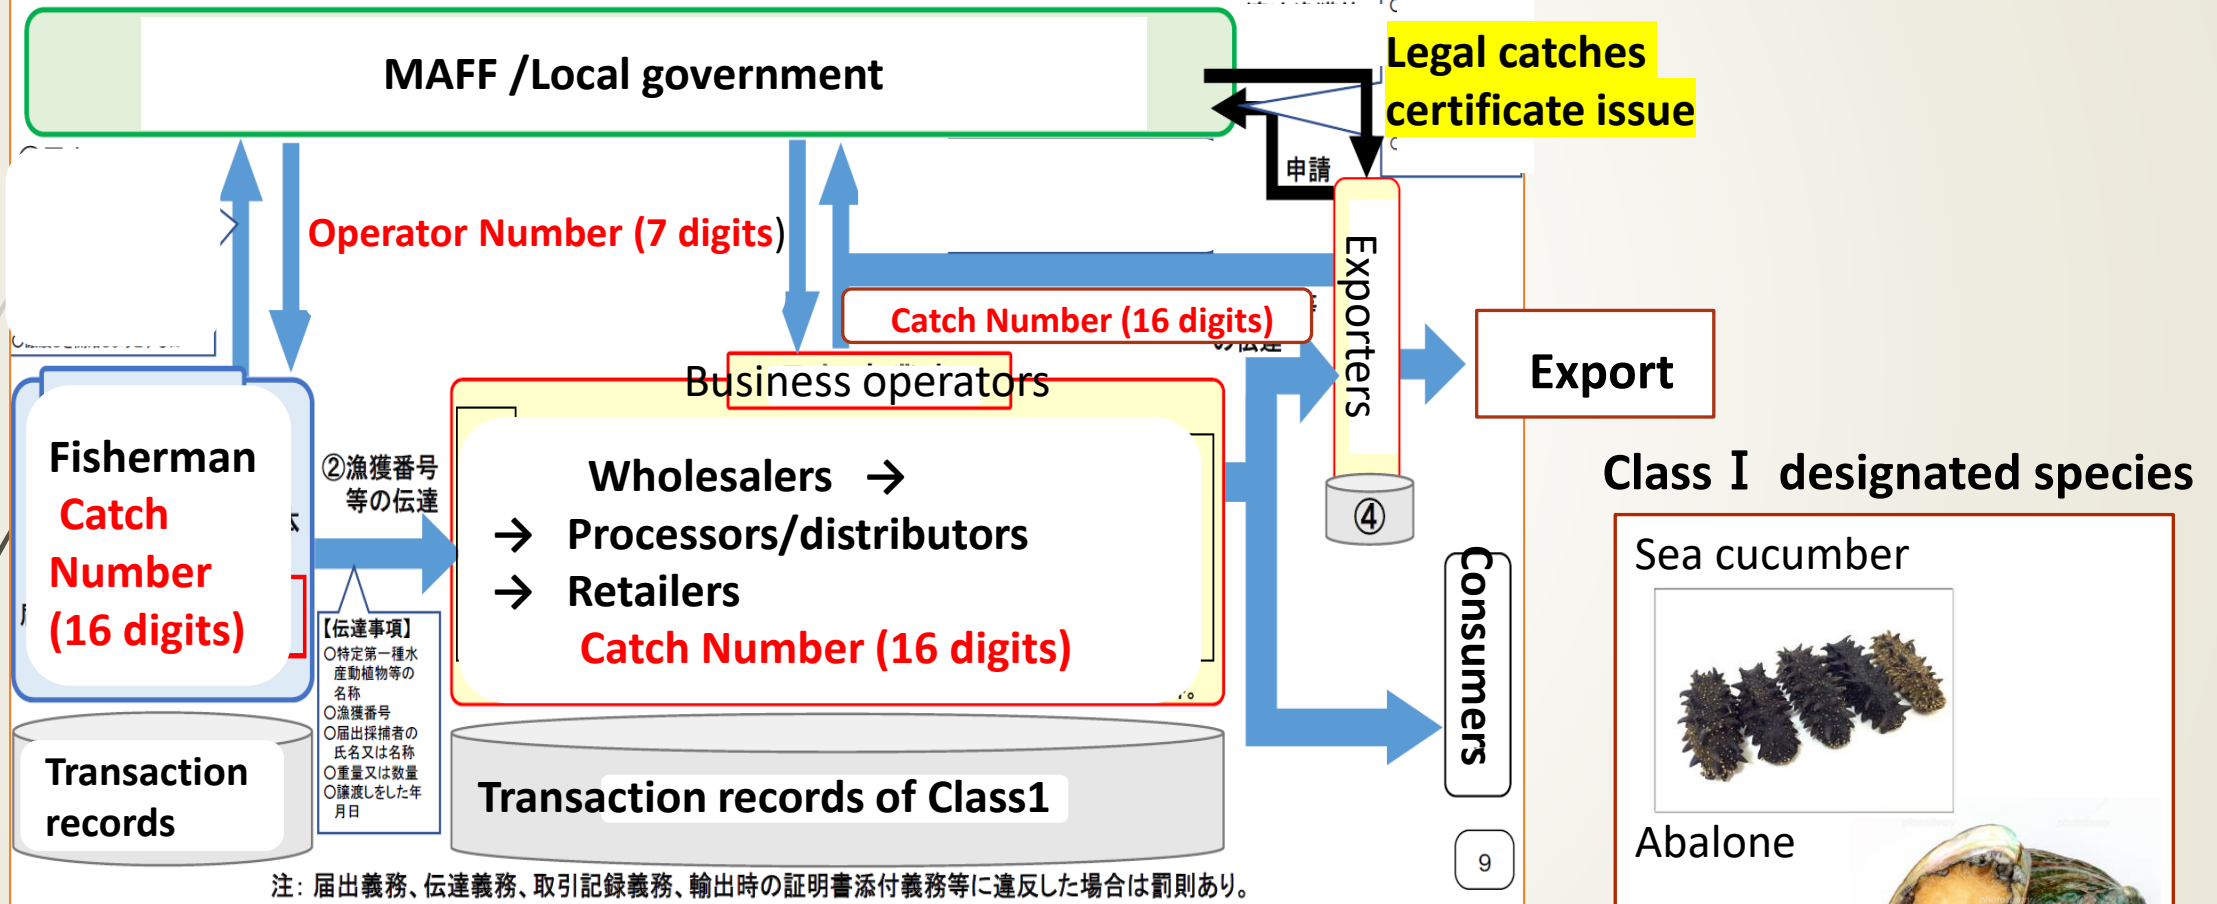 MAFF /Local government
Legal catches
certificate issue
申請
Operator Number (7 digits)
Catch Number (16 digits)
Exporters
Export
Business operators
Fisherman
Catch
Number
(16 digits)
②漁獲番号
等の伝達
Wholesalers →
→ Processors/distributors
→ Retailers
Catch Number (16 digits)
④
Consumers
【伝達事項】
○特定第一種水
産動植物等の
名称
○漁獲番号
○届出採捕者の
氏名又は名称
○重量又は数量
○譲渡しをした年
月日
Transaction
records
Transaction records of Class1
9
注：届出義務、伝達義務、取引記録義務、輸出時の証明書添付義務等に違反した場合は罰則あり。
Class Ⅰ designated species
Sea cucumber
Abalone